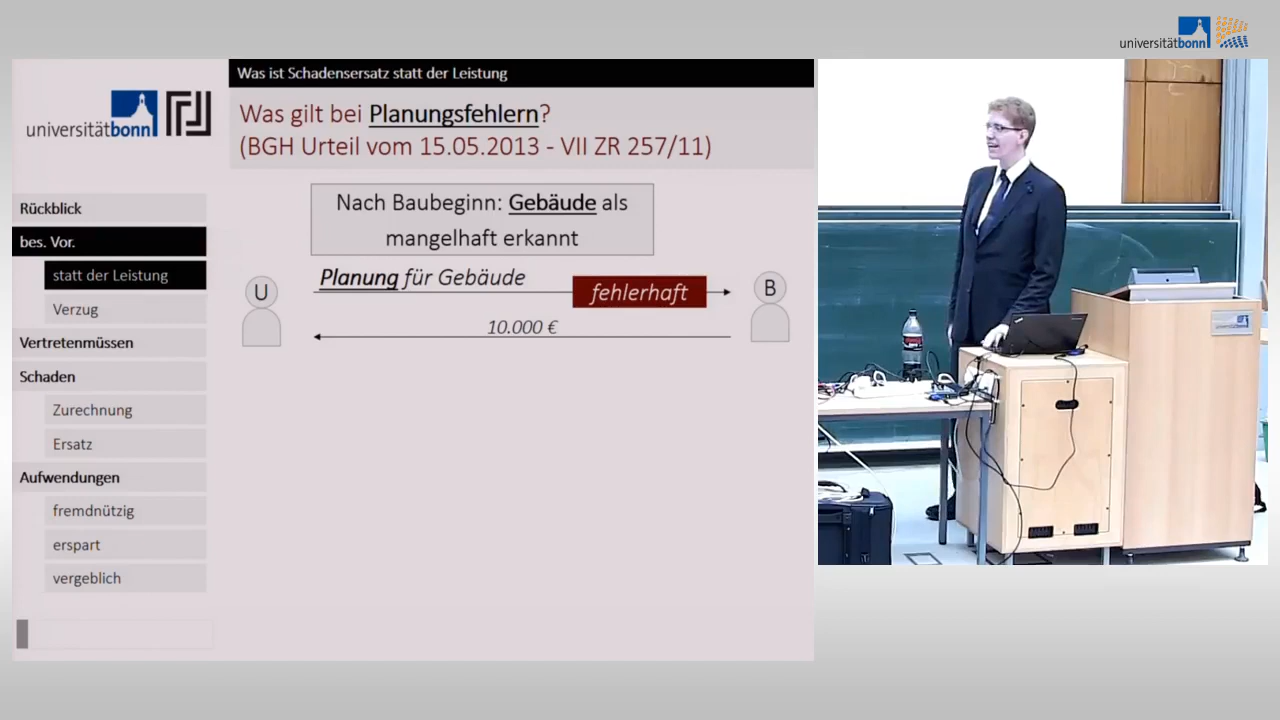 universitätbonn
Was ist Schadensersatz statt der Leistung
universitätbonn
Was gilt bei Planungsfehlern?
(BGH Urteil vom 15.05.2013 - VII ZR 257/11)
Rückblick
bes. Vor.
statt der Leistung
Verzug
Vertretenmüssen
Schaden
Zurechnung
Ersatz
Aufwendungen
fremdnützig
erspart
vergeblich
Nach Baubeginn: Gebäude als
mangelhaft erkannt
U
Planung für Gebäude
fehlerhaft
B
10.000 €